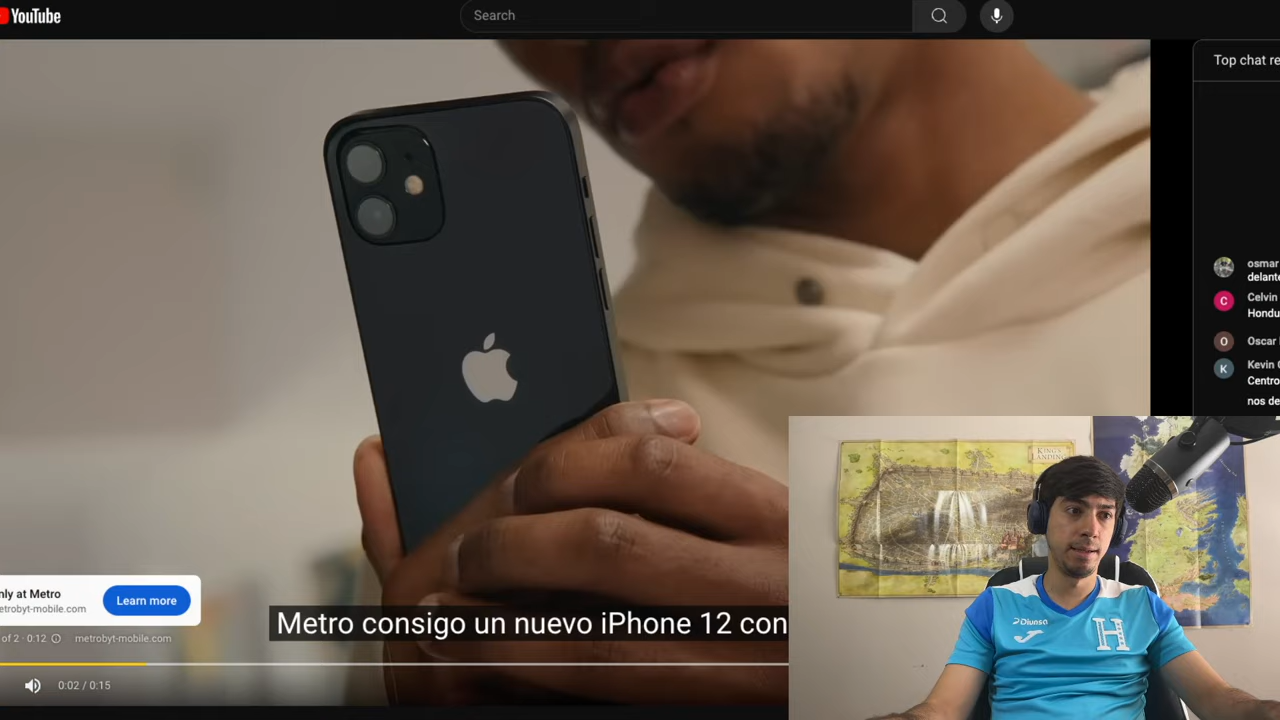 YouTube
Search
Top chat re
osmar
delante
Celvin
Hondu
Oscar
Kevin
Centro
nos de
KING'S
LANDING
nly at Metro
etrobyt-mobile.com
Learn more
of 2 · 0:12
metrobyt-mobile.com
Metro consigo un nuevo iPhone 12 con
0:02 / 0:15
Diunsa
H